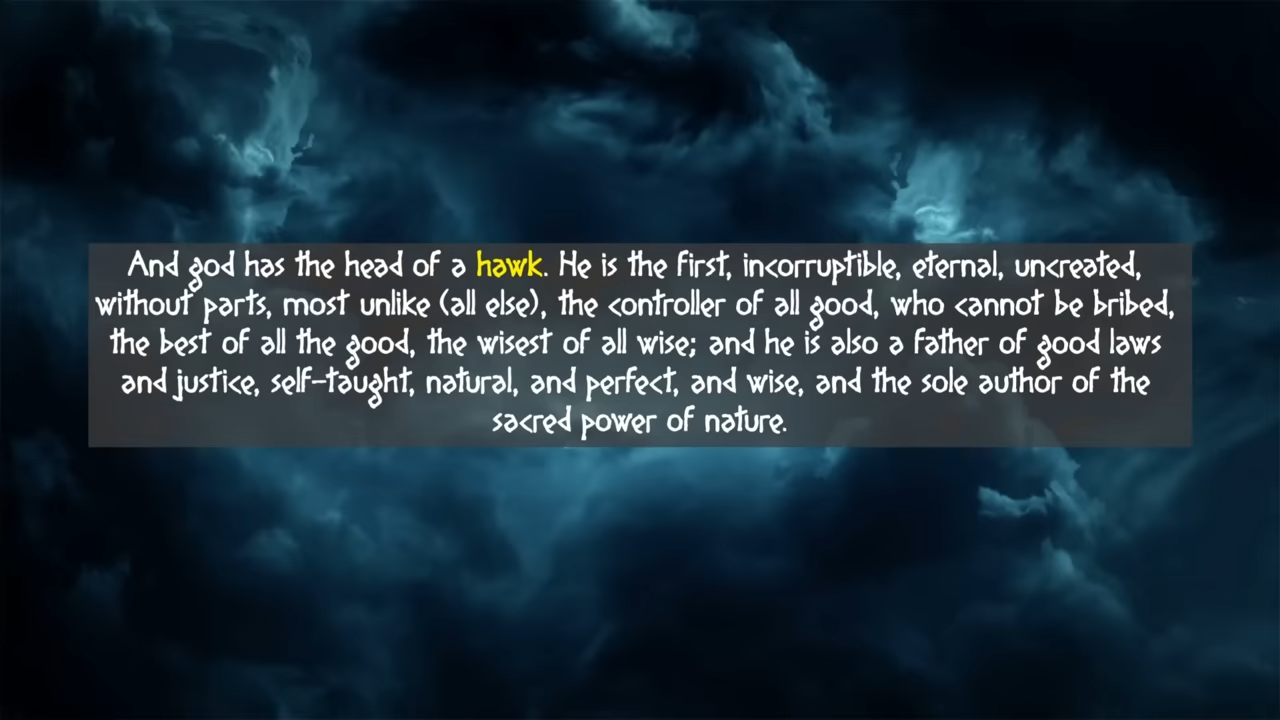 And god has the head of a hawk. He is the first, incorruptible, eternal, uncreated,
without parts, most unlike (all else), the controller of all good, who cannot be bribed,
the best of all the good, the wisest of all wise; and he is also a father of good laws
and justice, self-taught, natural, and perfect, and wise, and the sole author of the
sacred power of nature.